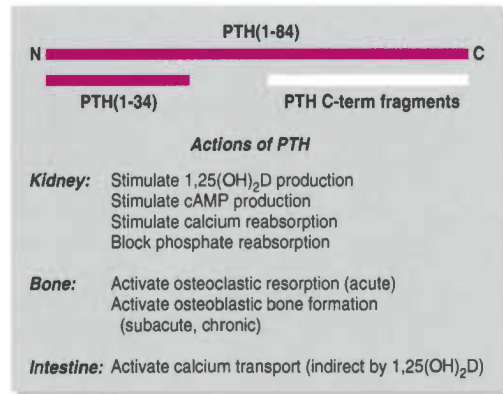 PTH(1-84)
N C
PTH(1-34) PTH C-term fragments
Actions of PTH
Kidney: Stimulate 1,25(OH)₂D production
Stimulate cAMP production
Stimulate calcium reabsorption
Block phosphate reabsorption
Bone: Activate osteoclastic resorption (acute)
Activate osteoblastic bone formation
(subacute, chronic)
Intestine: Activate calcium transport (indirect by 1,25(OH)₂D)